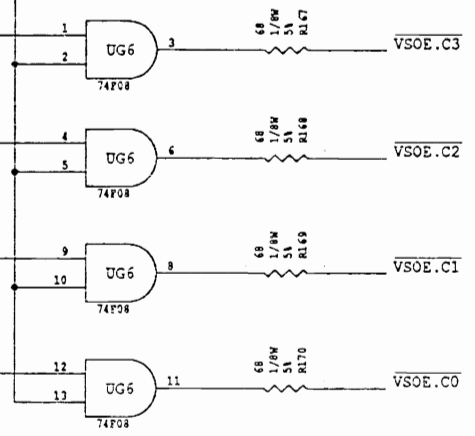 68
1/8W
5%
R167
1
2
UG6
74F08
3
VSOE.C3
68
1/8W
5%
R168
4
5
UG6
74F08
6
VSOE.C2
68
1/8W
5%
R169
9
10
UG6
74F08
8
VSOE.C1
68
1/8W
5%
R170
12
13
UG6
74F08
11
VSOE.C0